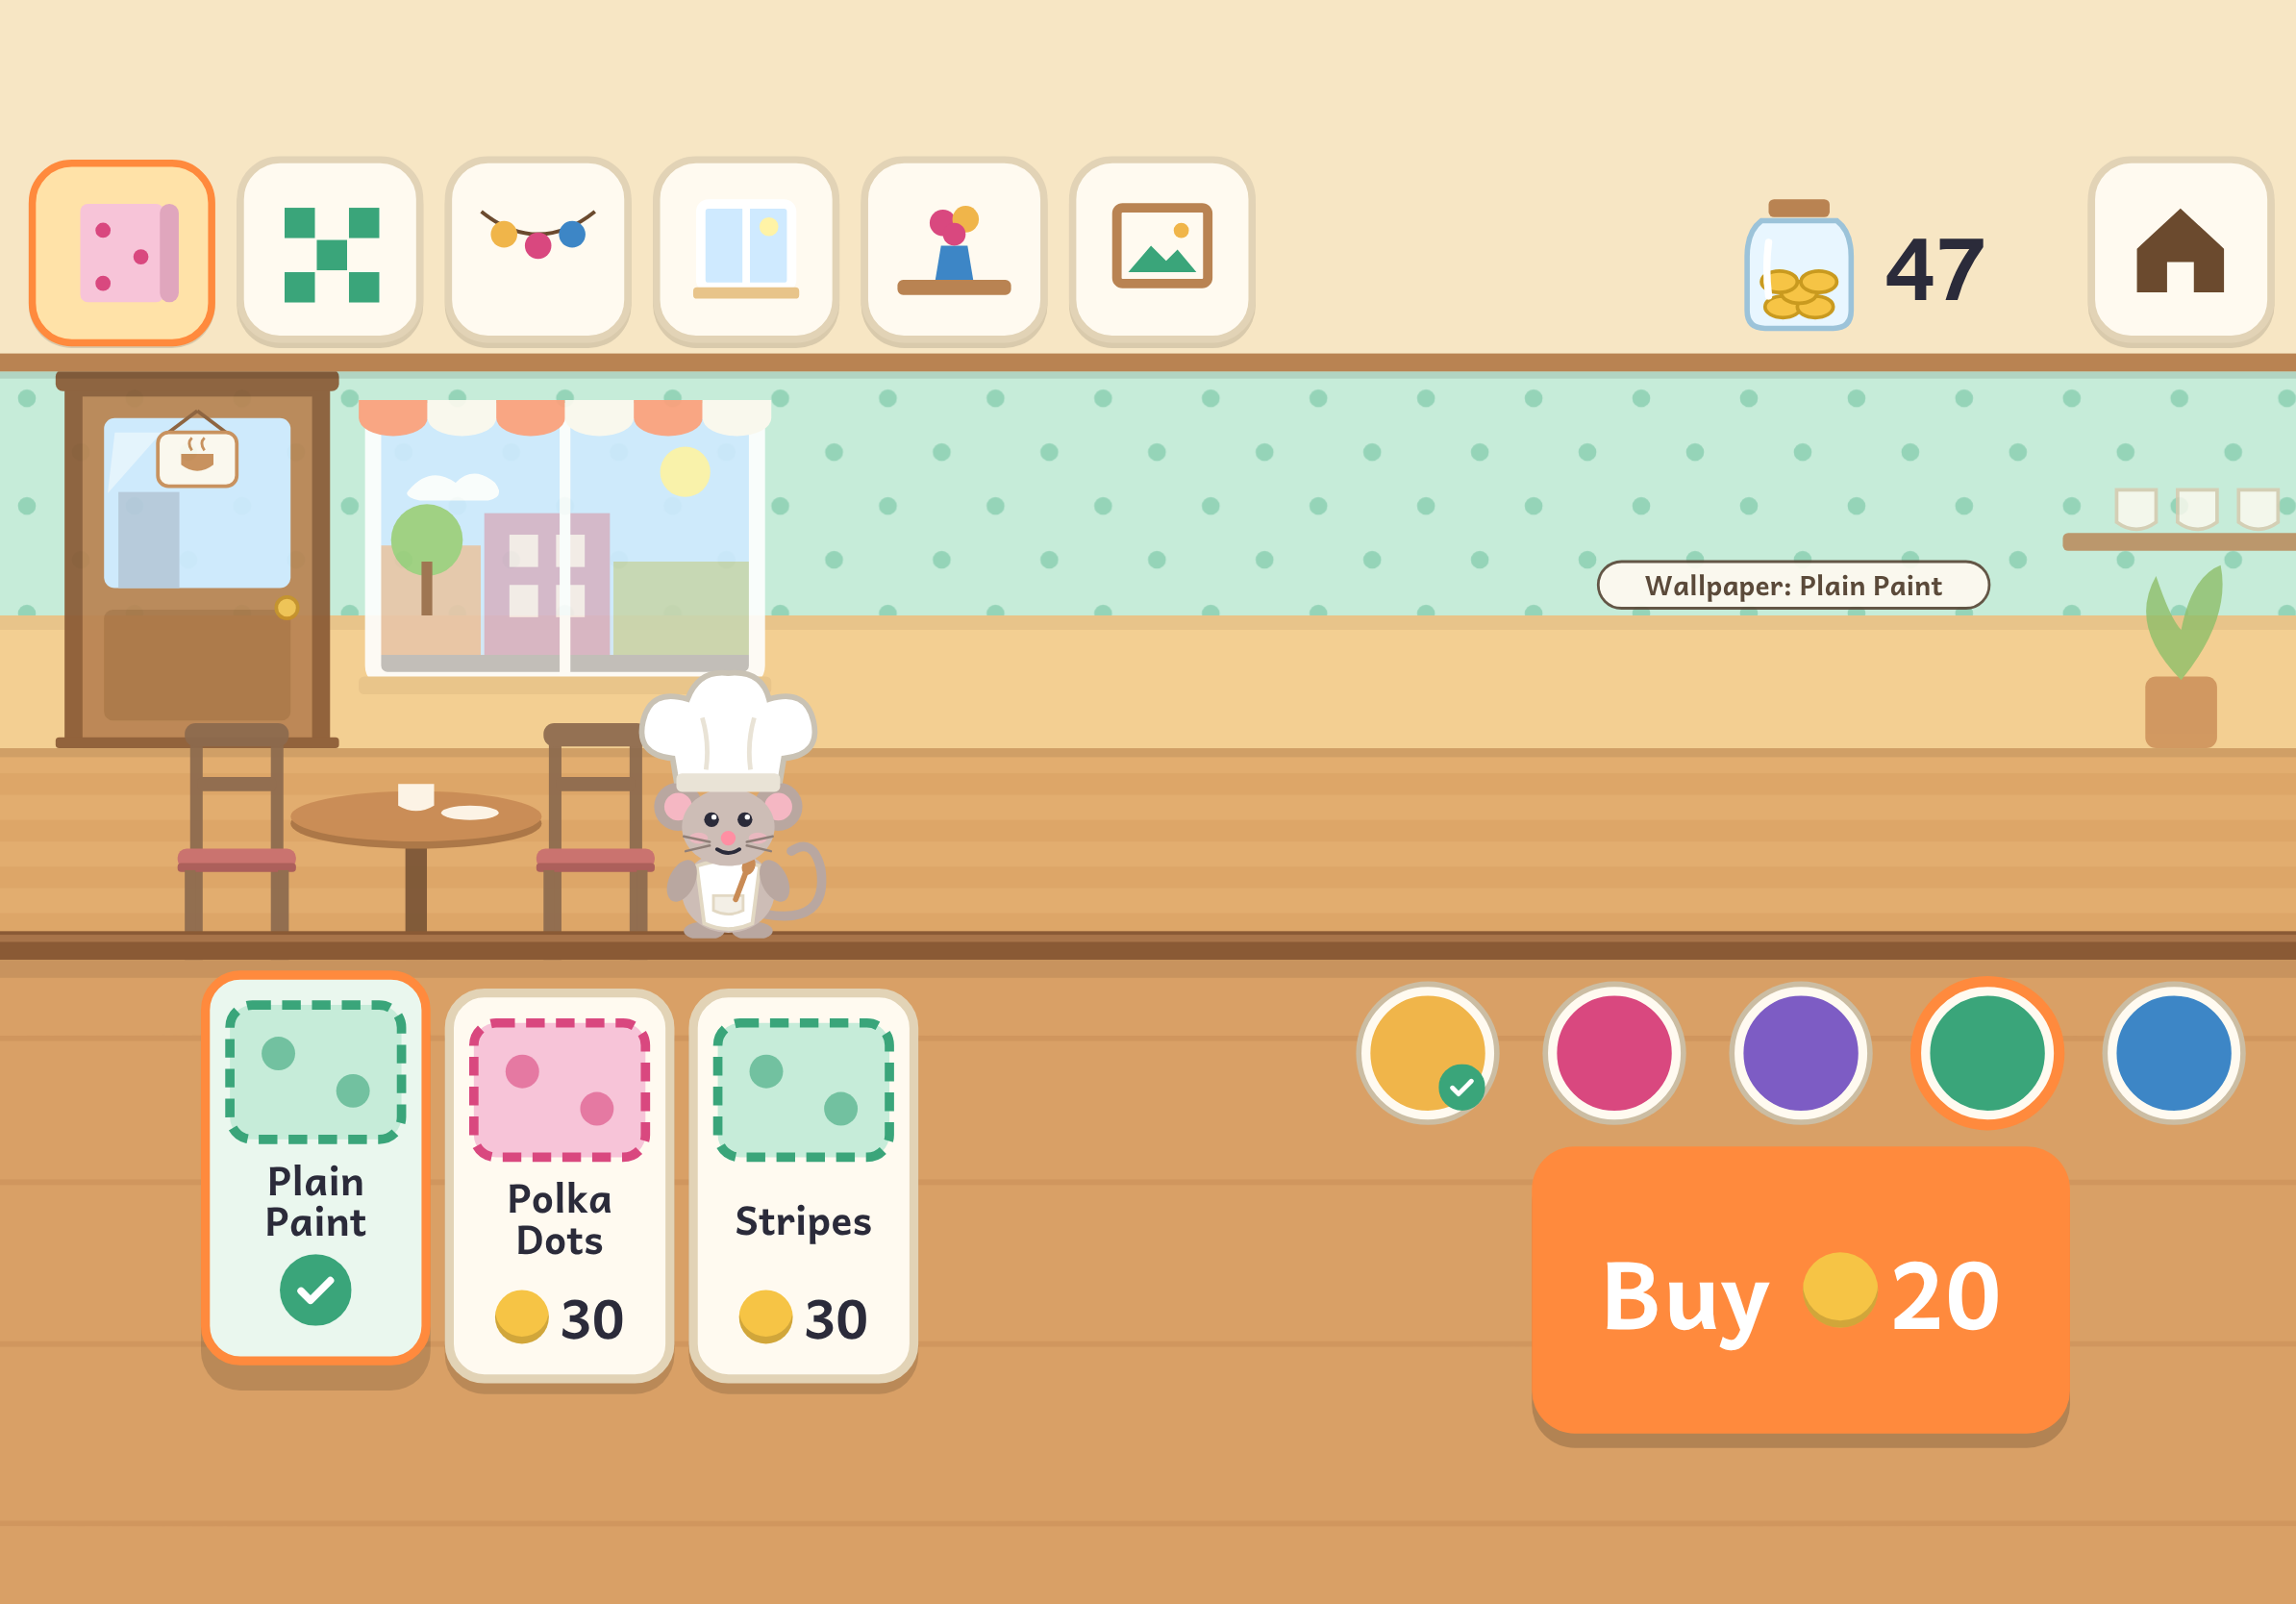 47
Wallpaper: Plain Paint
Plain
Paint
Polka
Dots
30
Stripes
30
Buy 20